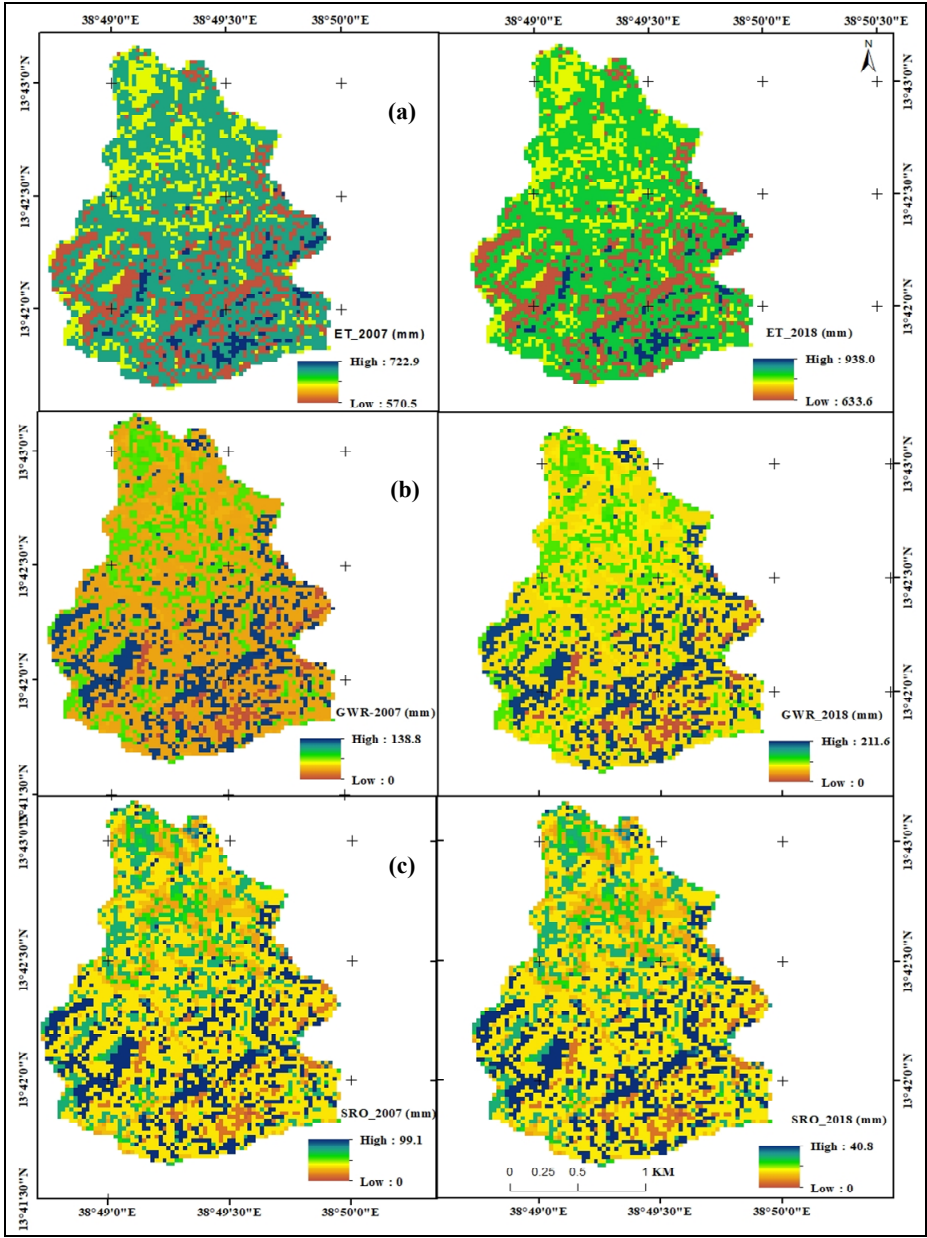 38°49'0"E 38°49'30"E 38°50'0"E 38°49'0"E 38°49'30"E 38°50'0"E 38°50'30"E
N
13°43'0"N
(a)
13°43'0"N
13°42'30"N
13°42'30"N
13°42'0"N
13°42'0"N
ET_2007 (mm)
High : 722.9
Low : 570.5
ET_2018 (mm)
High : 938.0
Low : 633.6
13°43'0"N
(b)
13°43'0"N
13°42'30"N
13°42'30"N
13°42'0"N
13°42'0"N
GWR-2007 (mm)
High : 138.8
Low : 0
GWR_2018 (mm)
High : 211.6
Low : 0
13°41'30"N
13°43'0"N
(c)
13°43'0"N
13°42'30"N
13°42'30"N
13°42'0"N
13°42'0"N
SRO_2007 (mm)
High : 99.1
Low : 0
SRO_2018 (mm)
High : 40.8
Low : 0
0 0.25 0.5 1 KM
13°41'30"N
13°41'30"N
38°49'0"E 38°49'30"E 38°50'0"E 38°49'0"E 38°49'30"E 38°50'0"E